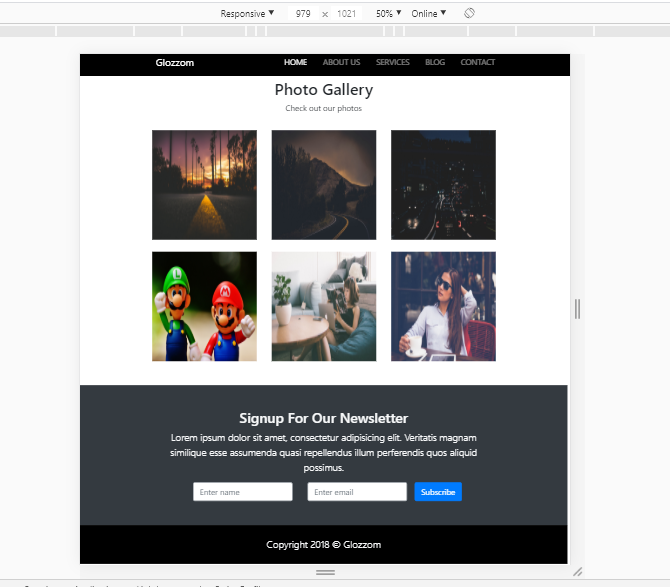 Responsive ▼ 979 × 1021 50% ▼ Online ▼
Glozzom HOME ABOUT US SERVICES BLOG CONTACT
Photo Gallery
Check out our photos
L M
Signup For Our Newsletter
Lorem ipsum dolor sit amet, consectetur adipisicing elit. Veritatis magnam
similique esse assumenda quasi repellendus illum perferendis quos aliquid
possimus.
Enter name Enter email Subscribe
Copyright 2018 © Glozzom